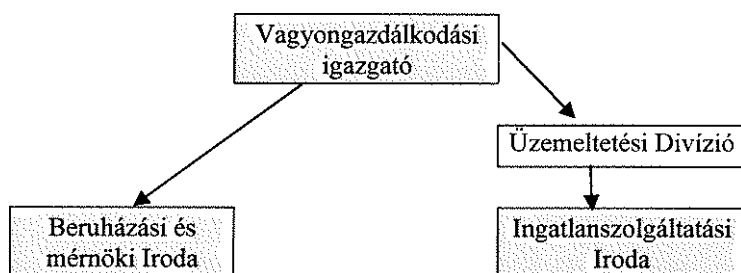 Vagyongazdálkodási
igazgató
Üzemeltetési Divízió
Beruházási és
mérnöki Iroda
Ingatlanszolgáltatási
Iroda